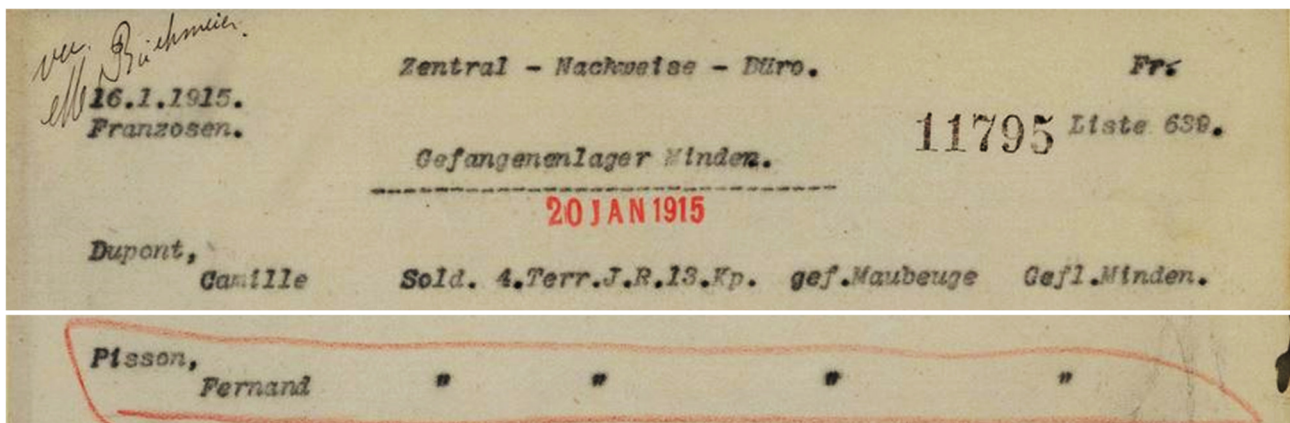 Büchmeier.
Zentral - Nachweise - Büro. Fr.
16.1.1915.
Franzosen. 11795 Liste 639.
Gefangenenlager Minden.
20 JAN 1915
Dupont,
Camille Sold. 4.Terr.J.R.13.Kp. gef.Maubeuge Gefl.Minden.
Pisson,
Fernand " " " "